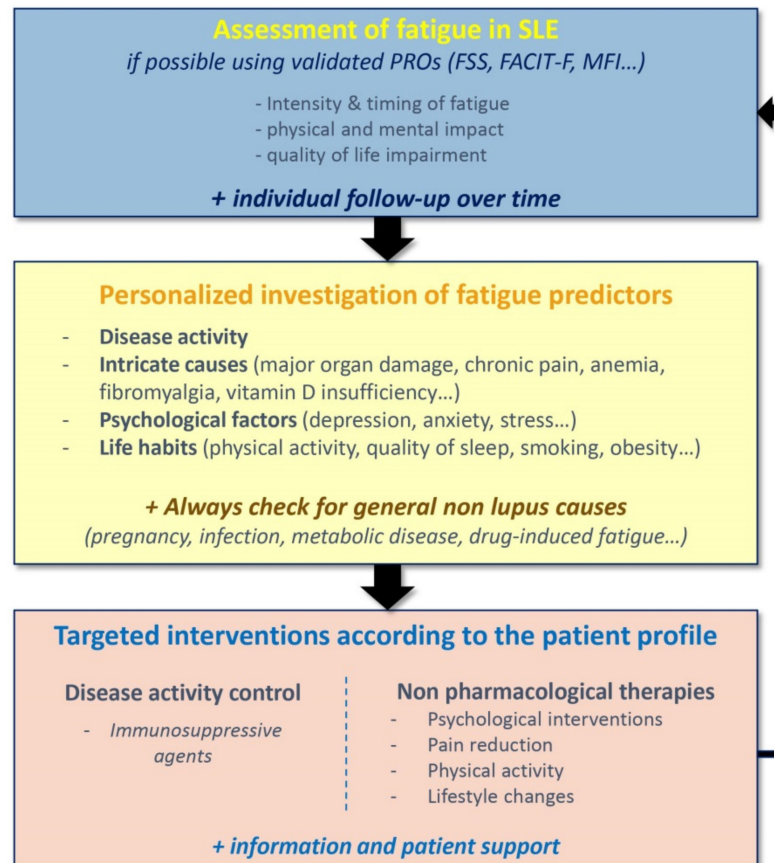 Assessment of fatigue in SLE
if possible using validated PROs (FSS, FACIT-F, MFI…)
- Intensity & timing of fatigue
- physical and mental impact
- quality of life impairment
+ individual follow-up over time
Personalized investigation of fatigue predictors
- Disease activity
- Intricate causes (major organ damage, chronic pain, anemia,
fibromyalgia, vitamin D insufficiency…)
- Psychological factors (depression, anxiety, stress…)
- Life habits (physical activity, quality of sleep, smoking, obesity…)
+ Always check for general non lupus causes
(pregnancy, infection, metabolic disease, drug-induced fatigue…)
Targeted interventions according to the patient profile
Disease activity control
- Immunosuppressive
agents
Non pharmacological therapies
- Psychological interventions
- Pain reduction
- Physical activity
- Lifestyle changes
+ information and patient support